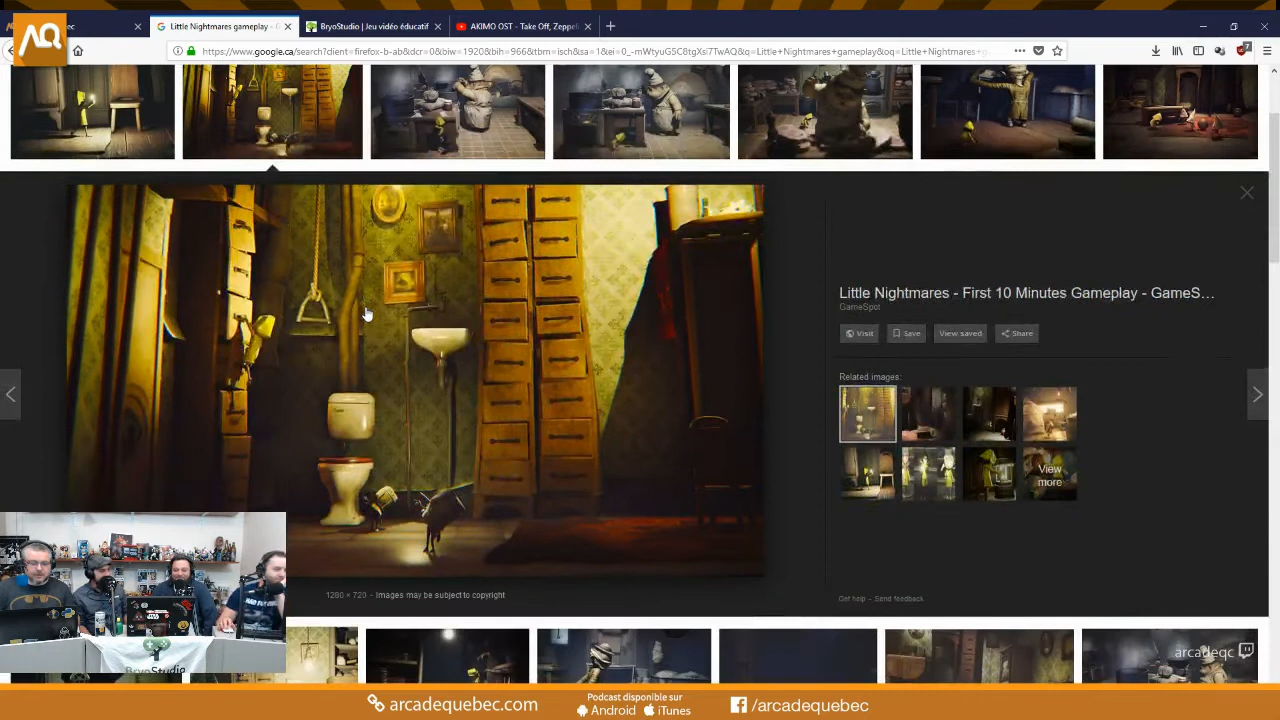 AQ
ec
Little Nightmares gameplay -
BryoStudio | Jeu vidéo éducatif
AKIMO OST - Take Off, Zeppeli
https://www.google.ca/search?client=firefox-b-ab&dcr=0&biw=1920&bih=966&tbm=isch&sa=1&ei=0_-mWtyuG5C8tgXsi7TwAQ&q=Little+Nightmares+gameplay&oq=Little+Nightmares+g
Little Nightmares - First 10 Minutes Gameplay - GameS...
GameSpot
Visit
Save
View saved
Share
Related images:
View
more
1280 × 720 - Images may be subject to copyright
Get help - Send feedback
BryoStudio
arcadeqc
arcadequebec.com
Podcast disponible sur
Android
iTunes
/arcadequebec